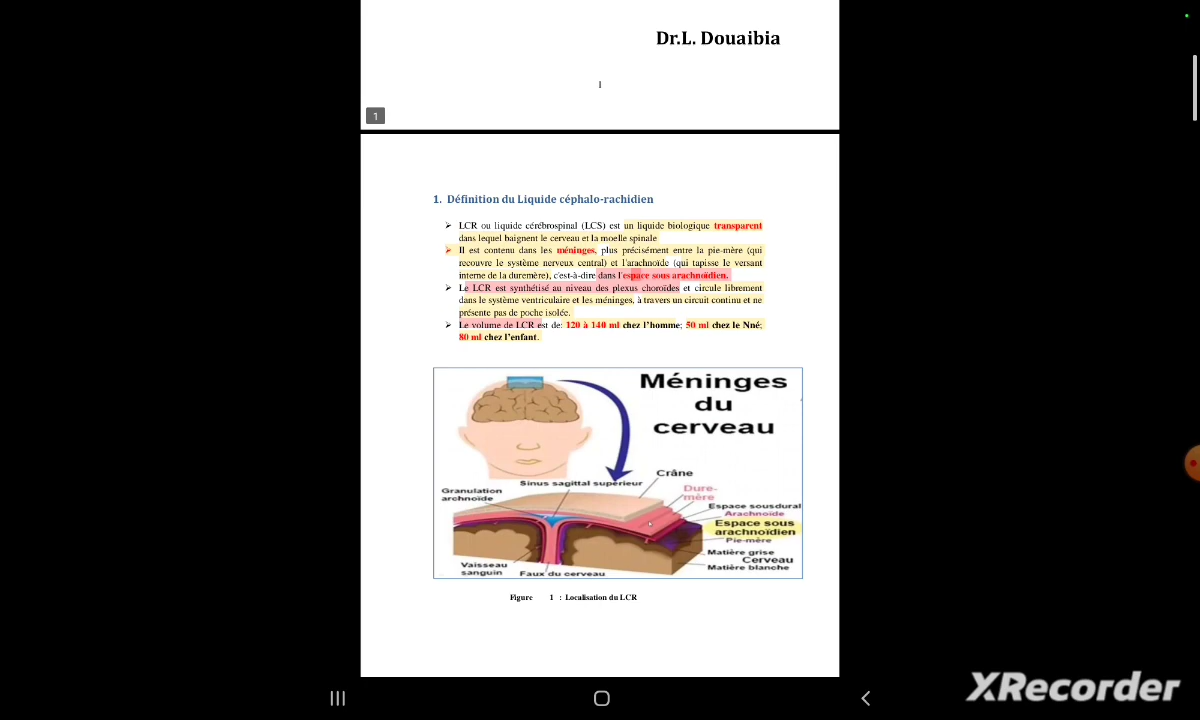 Dr.L. Douaibia
1
1
1. Définition du Liquide céphalo-rachidien
➢ LCR ou liquide cérébrospinal (LCS) est un liquide biologique transparent
dans lequel baignent le cerveau et la moelle spinale
➢ Il est contenu dans les méninges, plus précisément entre la pie-mère (qui
recouvre le système nerveux central) et l'arachnoïde (qui tapisse le versant
interne de la duremère), c'est-à-dire dans l'espace sous arachnoïdien.
➢ Le LCR est synthétisé au niveau des plexus choroïdes et circule librement
dans le système ventriculaire et les méninges, à travers un circuit continu et ne
présente pas de poche isolée.
➢ Le volume de LCR est de: 120 à 140 ml chez l'homme; 50 ml chez le Nné;
80 ml chez l'enfant.
Méninges
du
cerveau
Crâne
Sinus sagittal supérieur
Granulation
archnoïde
Dure-
mère
Espace sousdural
Arachnoïde
Espace sous
arachnoïdien
Pie-mère
Matière grise
Cerveau
Matière blanche
Vaisseau
sanguin
Faux du cerveau
Figure 1 : Localisation du LCR
XRecorder